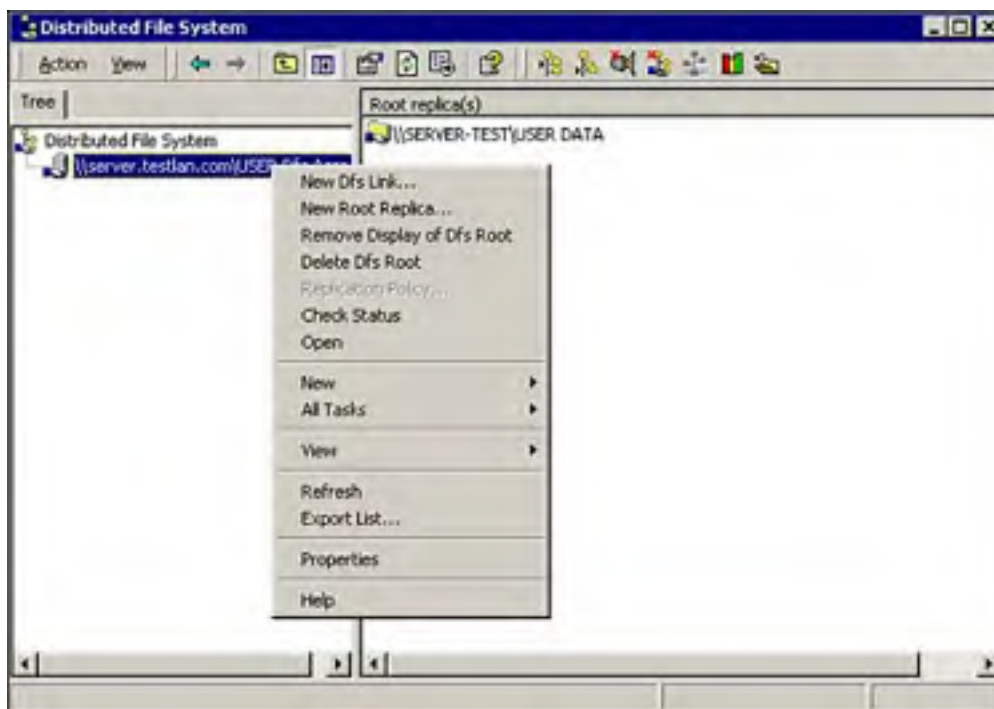 Distributed File System
Action View
Tree
Root replica(s)
Distributed File System
\\server.testlan.com\USER
\\SERVER-TEST\USER DATA
New Dfs Link...
New Root Replica...
Remove Display of Dfs Root
Delete Dfs Root
Replication Policy...
Check Status
Open
New
All Tasks
View
Refresh
Export List...
Properties
Help